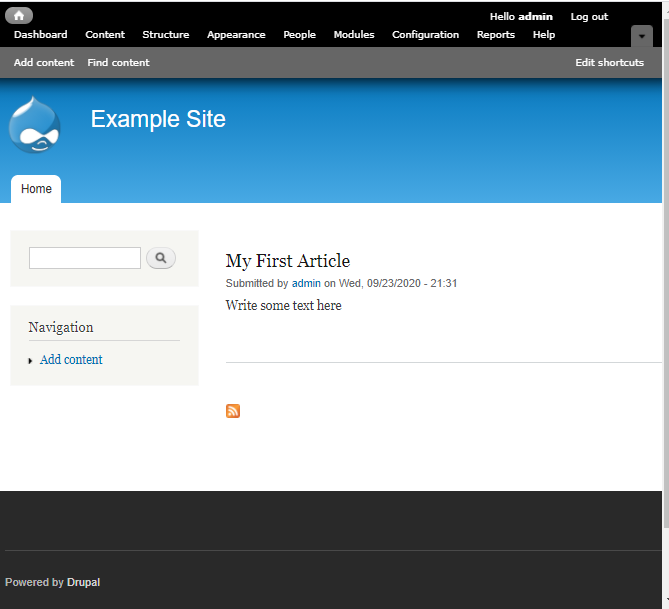 Hello admin Log out
Dashboard Content Structure Appearance People Modules Configuration Reports Help
Add content Find content Edit shortcuts
Example Site
Home
My First Article
Submitted by admin on Wed, 09/23/2020 - 21:31
Write some text here
Navigation
Add content
Powered by Drupal